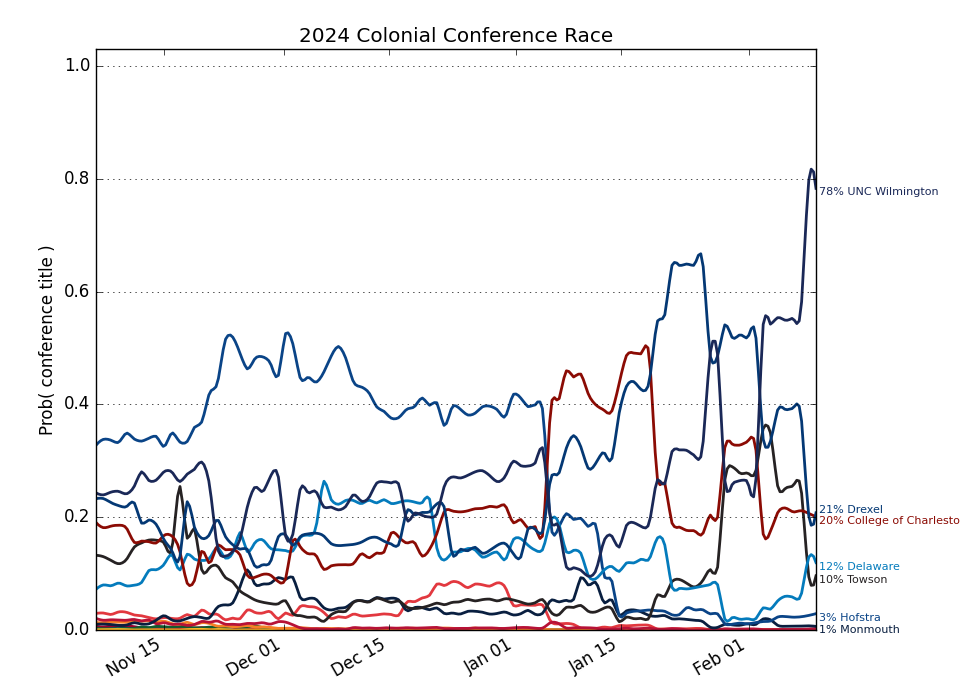 2024 Colonial Conference Race
Prob( conference title )
1.0
0.8
0.6
0.4
0.2
0.0
78% UNC Wilmington
21% Drexel
20% College of Charlesto
12% Delaware
10% Towson
3% Hofstra
1% Monmouth
Nov 15
Dec 01
Dec 15
Jan 01
Jan 15
Feb 01